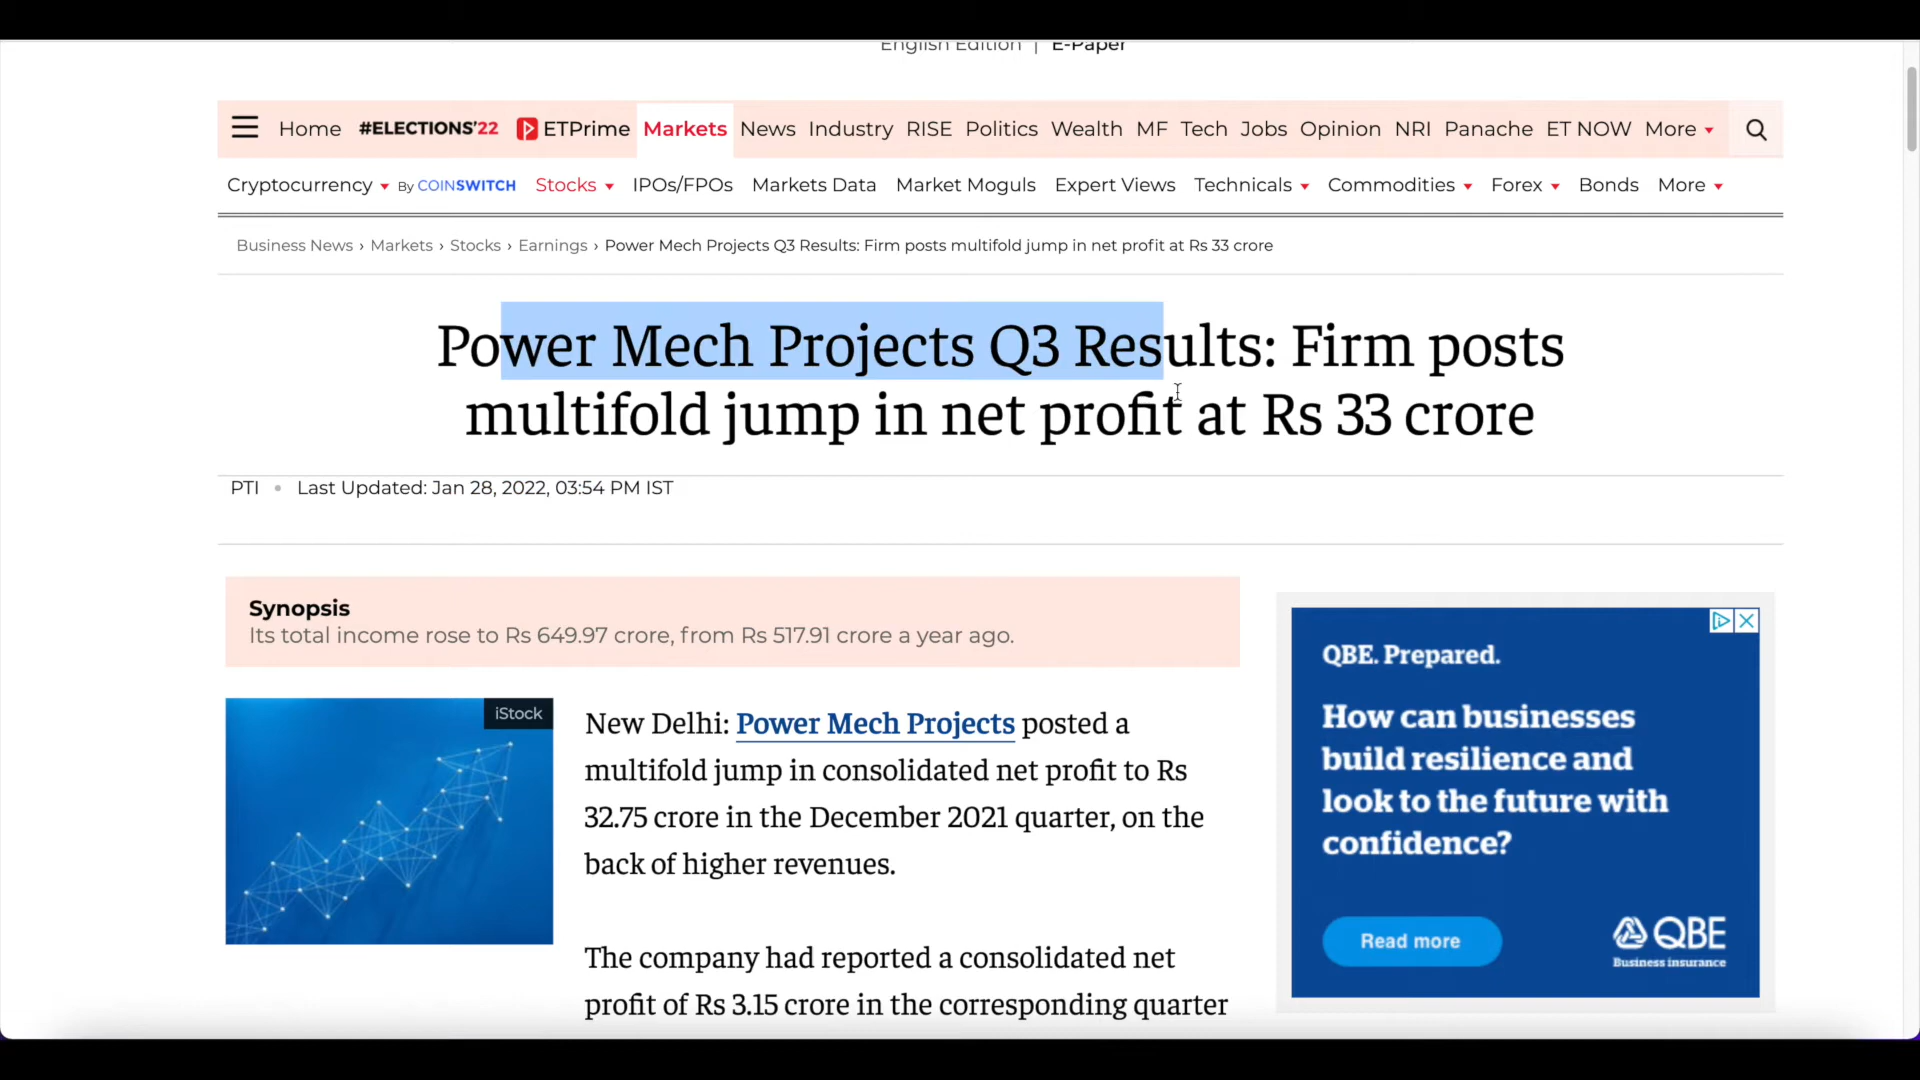 English Edition | E-Paper
Home #ELECTIONS'22 ETPrime Markets News Industry RISE Politics Wealth MF Tech Jobs Opinion NRI Panache ET NOW More
Cryptocurrency By COINSWITCH Stocks IPOs/FPOs Markets Data Market Moguls Expert Views Technicals Commodities Forex Bonds More
Business News › Markets › Stocks › Earnings › Power Mech Projects Q3 Results: Firm posts multifold jump in net profit at Rs 33 crore
Power Mech Projects Q3 Results: Firm posts
multifold jump in net profit at Rs 33 crore
PTI • Last Updated: Jan 28, 2022, 03:54 PM IST
Synopsis
Its total income rose to Rs 649.97 crore, from Rs 517.91 crore a year ago.
iStock
New Delhi: Power Mech Projects posted a
multifold jump in consolidated net profit to Rs
32.75 crore in the December 2021 quarter, on the
back of higher revenues.
The company had reported a consolidated net
profit of Rs 3.15 crore in the corresponding quarter
QBE. Prepared.
How can businesses
build resilience and
look to the future with
confidence?
Read more
QBE
Business insurance